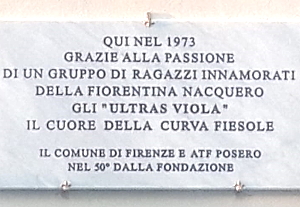 QUI NEL 1973
GRAZIE ALLA PASSIONE
DI UN GRUPPO DI RAGAZZI INNAMORATI
DELLA FIORENTINA NACQUERO
GLI "ULTRAS VIOLA"
IL CUORE DELLA CURVA FIESOLE
IL COMUNE DI FIRENZE E ATF POSERO
NEL 50° DALLA FONDAZIONE